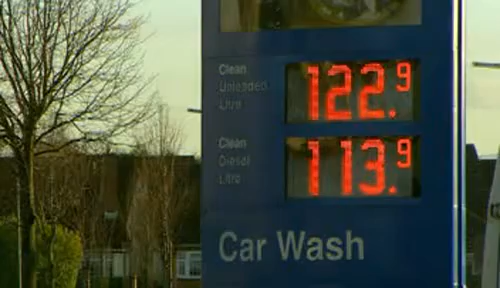 Clean
Unleaded
Litre
122.9
Clean
Diesel
Litre
113.9
Car Wash